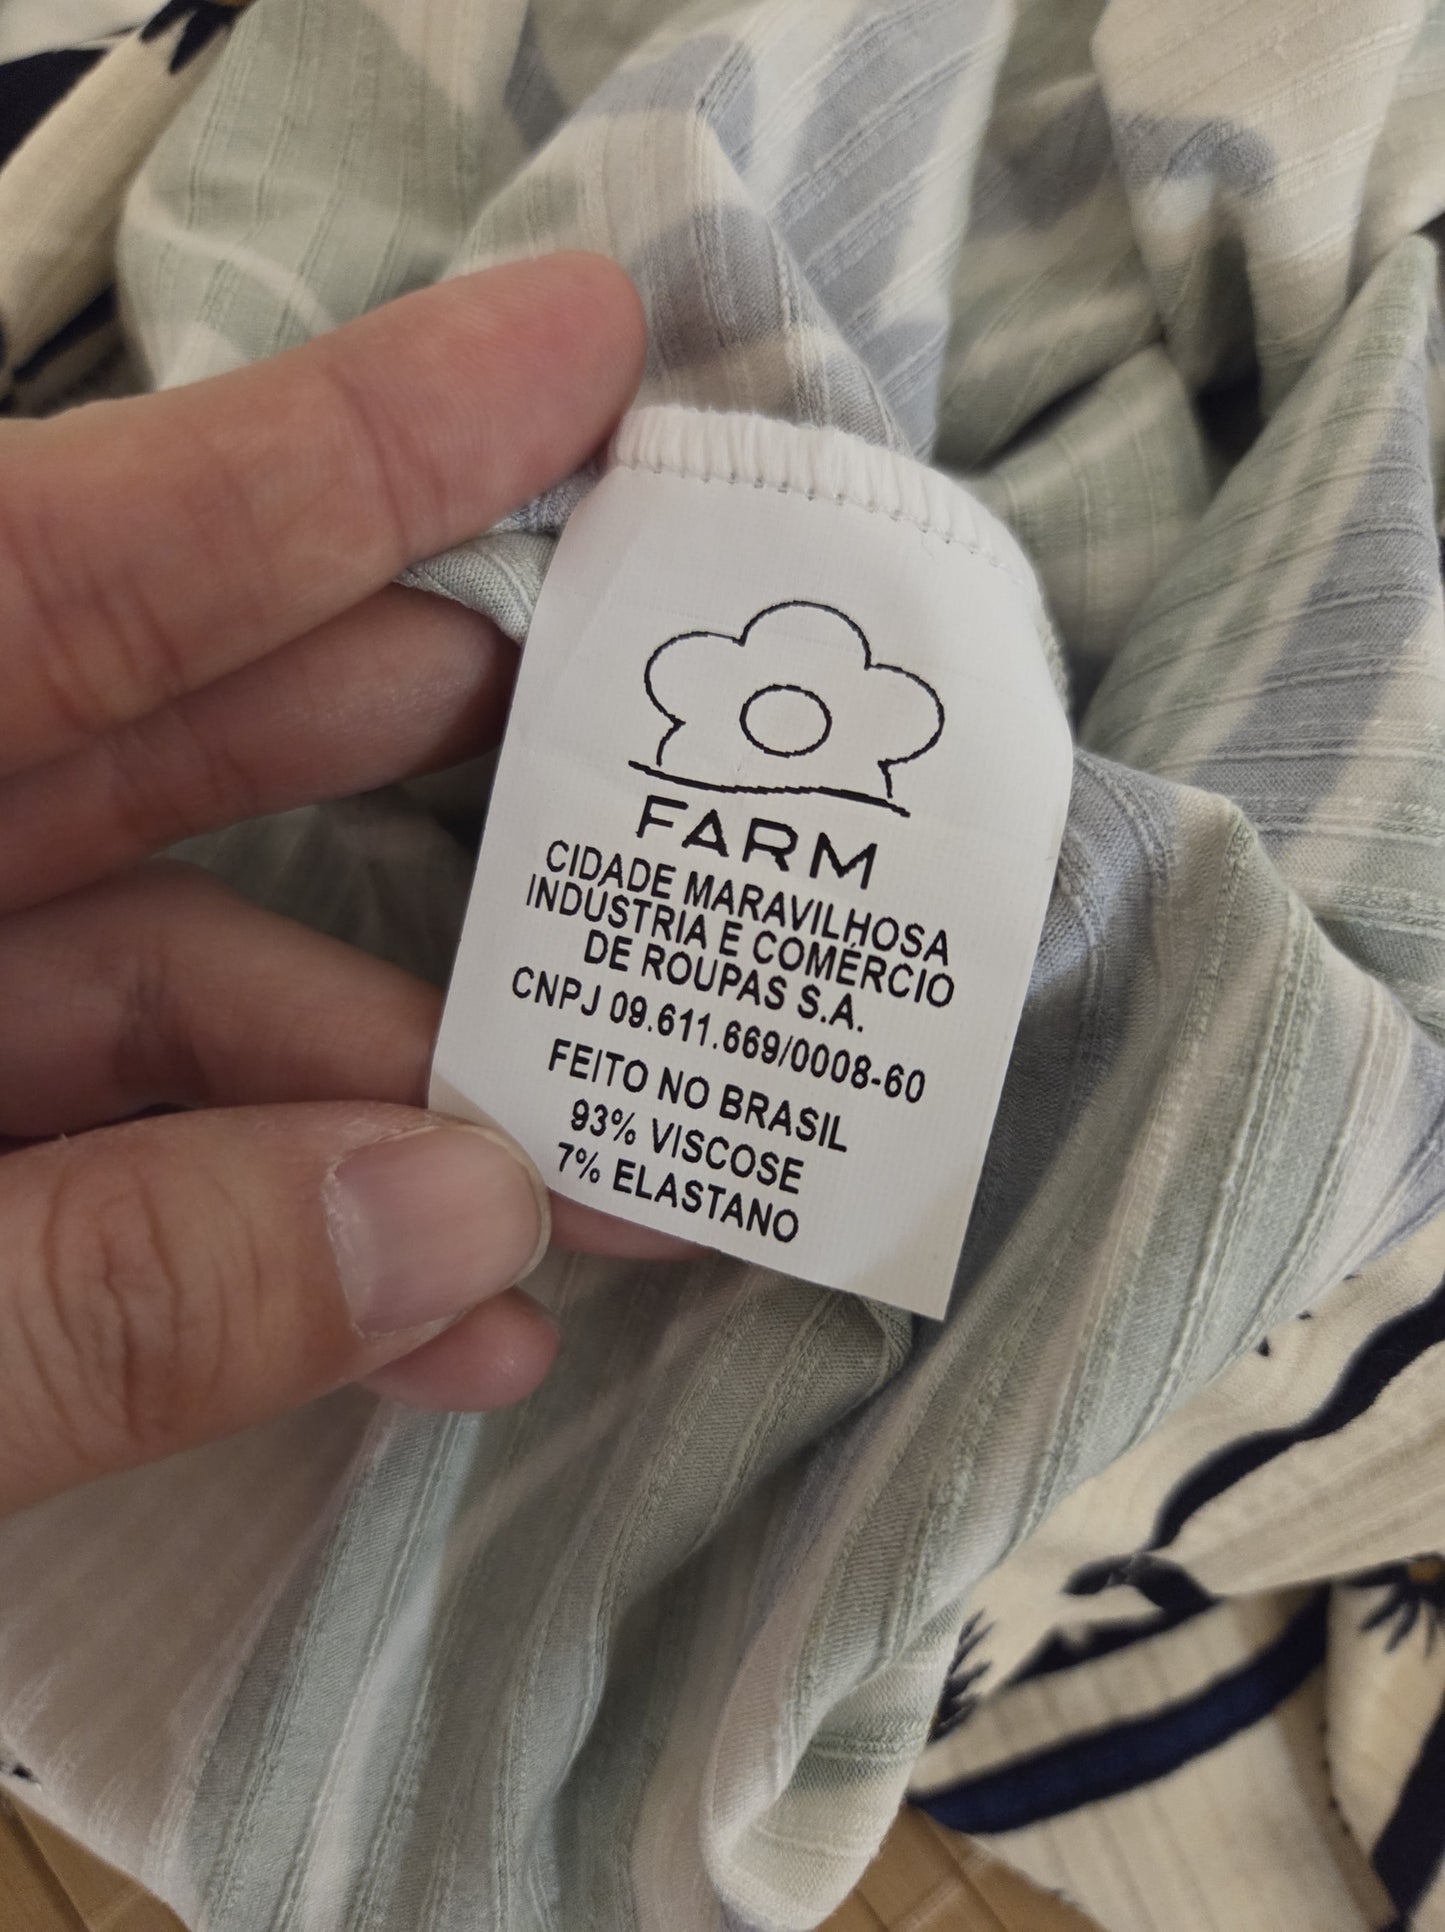 FARM
CIDADE MARAVILHOSA
INDUSTRIA E COMÉRCIO
DE ROUPAS S.A.
CNPJ 09.611.669/0008-60
FEITO NO BRASIL
93% VISCOSE
7% ELASTANO